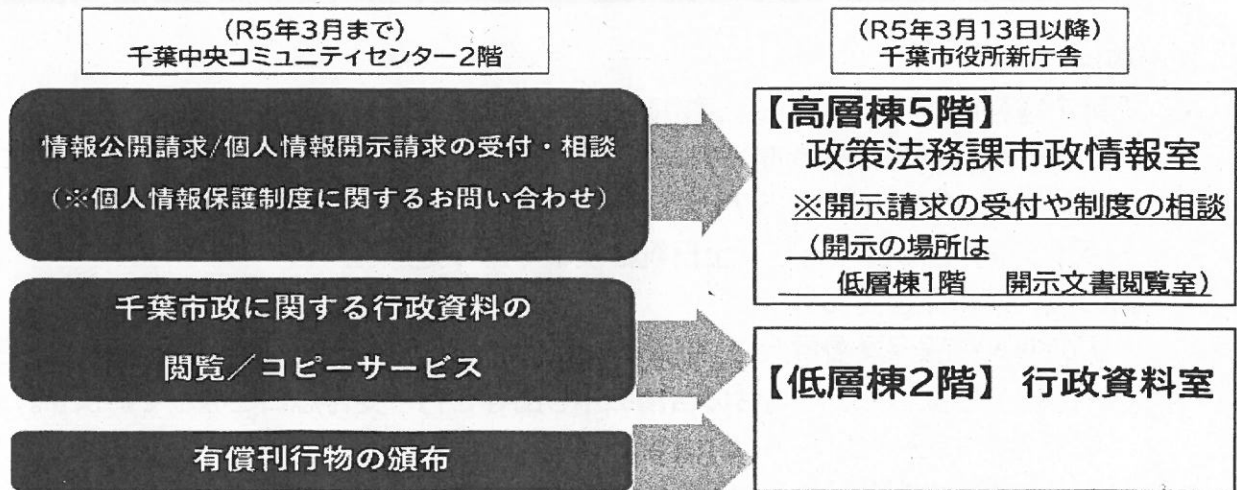 (R5年3月まで)
千葉中央コミュニティセンター2階
(R5年3月13日以降)
千葉市役所新庁舎
情報公開請求/個人情報開示請求の受付・相談
(※個人情報保護制度に関するお問い合わせ)
【高層棟5階】
政策法務課市政情報室
※開示請求の受付や制度の相談
(開示の場所は
低層棟1階 開示文書閲覧室)
千葉市政に関する行政資料の
閲覧/コピーサービス
有償刊行物の頒布
【低層棟2階】 行政資料室